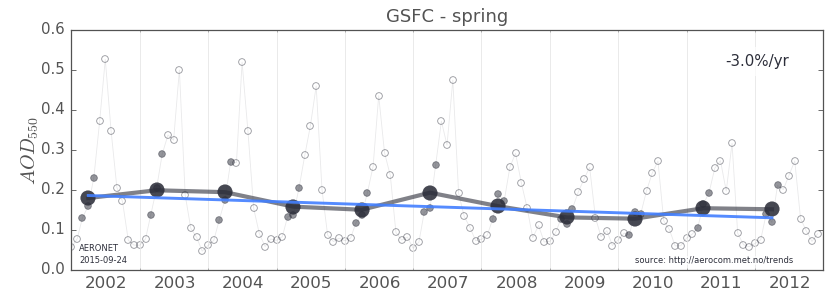 GSFC - spring
0.6
0.5
0.4
0.3
0.2
0.1
0.0
AOD550
-3.0%/yr
AERONET
2015-09-24
source: http://aerocom.met.no/trends
2002 2003 2004 2005 2006 2007 2008 2009 2010 2011 2012